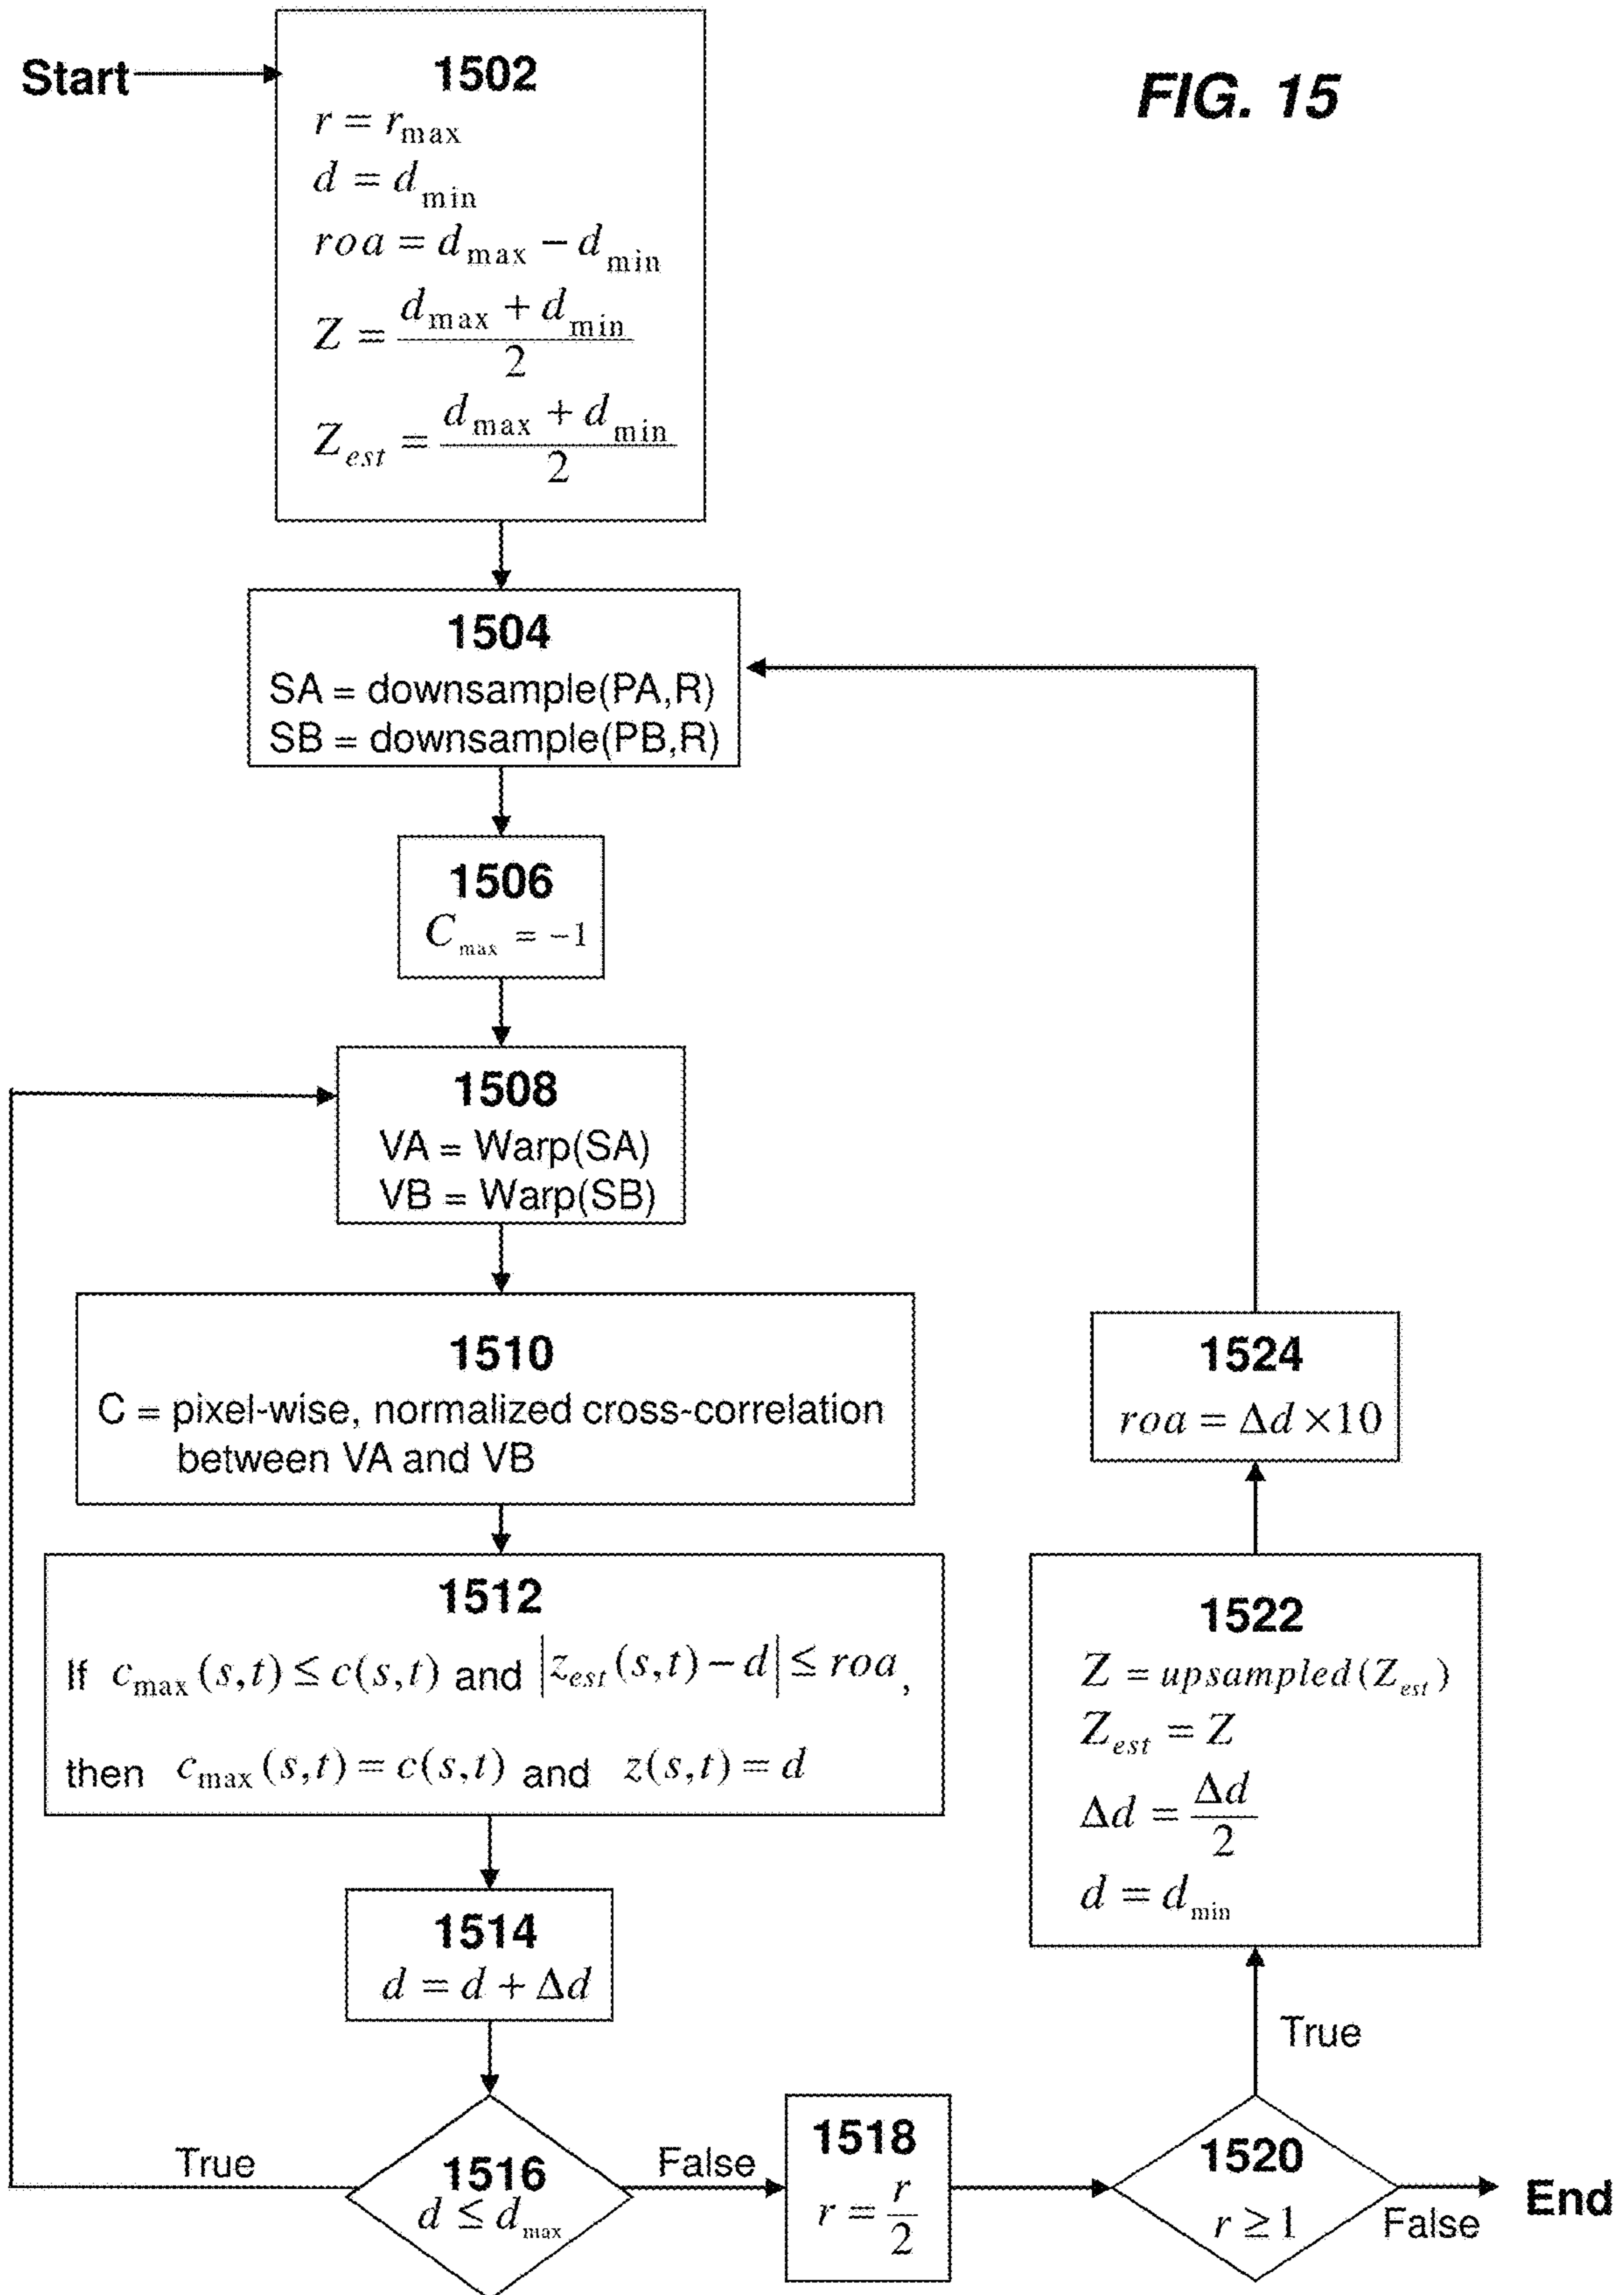 FIG. 15
Start
1502
r = r_max
d = d_min
roa = d_max − d_min
Z = (d_max + d_min)/2
Z_est = (d_max + d_min)/2
1504
SA = downsample(PA,R)
SB = downsample(PB,R)
1506
C_max = −1
1508
VA = Warp(SA)
VB = Warp(SB)
1510
C = pixel-wise, normalized cross-correlation
between VA and VB
1512
If c_max(s,t) ≤ c(s,t) and |z_est(s,t) − d| ≤ roa,
then c_max(s,t) = c(s,t) and z(s,t) = d
1514
d = d + Δd
1516
d ≤ d_max
True
False
1518
r = r/2
1520
r ≥ 1
False
End
True
1522
Z = upsampled(Z_est)
Z_est = Z
Δd = Δd/2
d = d_min
1524
roa = Δd × 10